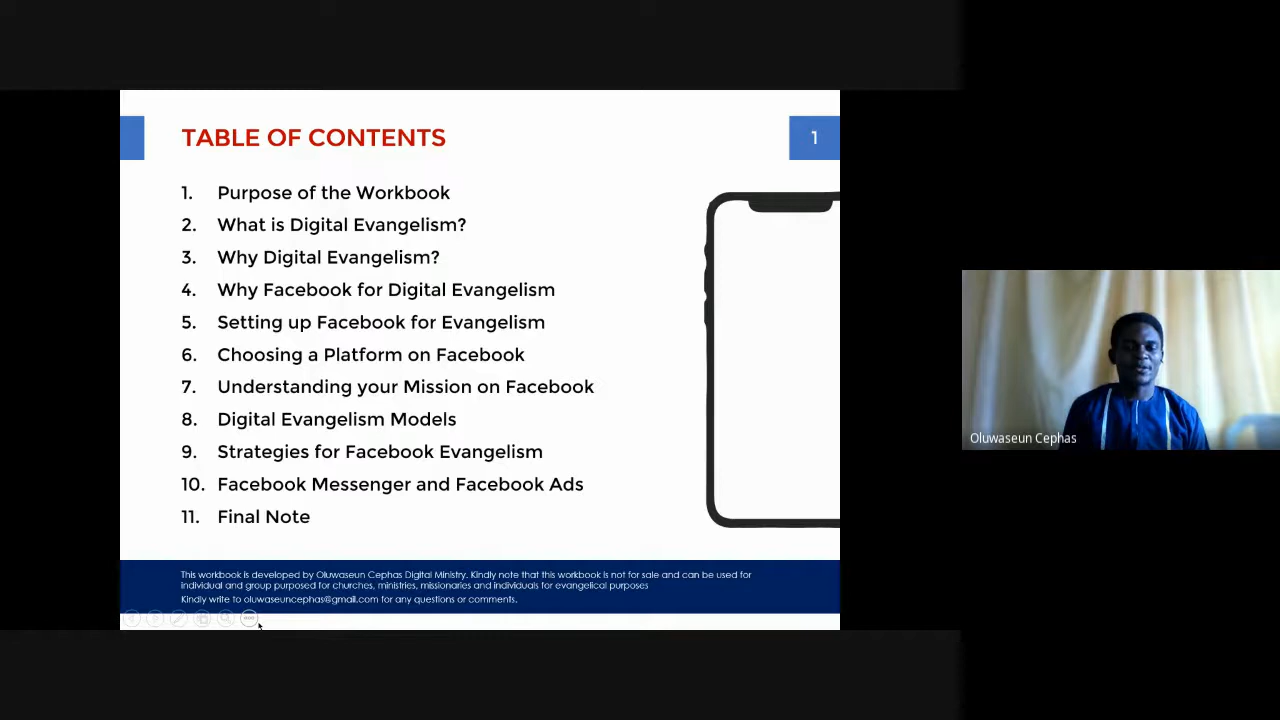 TABLE OF CONTENTS
1
1. Purpose of the Workbook
2. What is Digital Evangelism?
3. Why Digital Evangelism?
4. Why Facebook for Digital Evangelism
5. Setting up Facebook for Evangelism
6. Choosing a Platform on Facebook
7. Understanding your Mission on Facebook
8. Digital Evangelism Models
9. Strategies for Facebook Evangelism
10. Facebook Messenger and Facebook Ads
11. Final Note
This workbook is developed by Oluwaseun Cephas Digital Ministry. Kindly note that this workbook is not for sale and can be used for
individual and group purposed for churches, ministries, missionaries and individuals for evangelical purposes
Kindly write to oluwaseuncephas@gmail.com for any questions or comments.
Oluwaseun Cephas